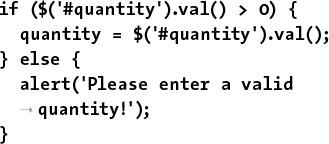 if ($('#quantity').val() > 0) {
  quantity = $('#quantity').val();
} else {
  alert('Please enter a valid
  → quantity!');
}